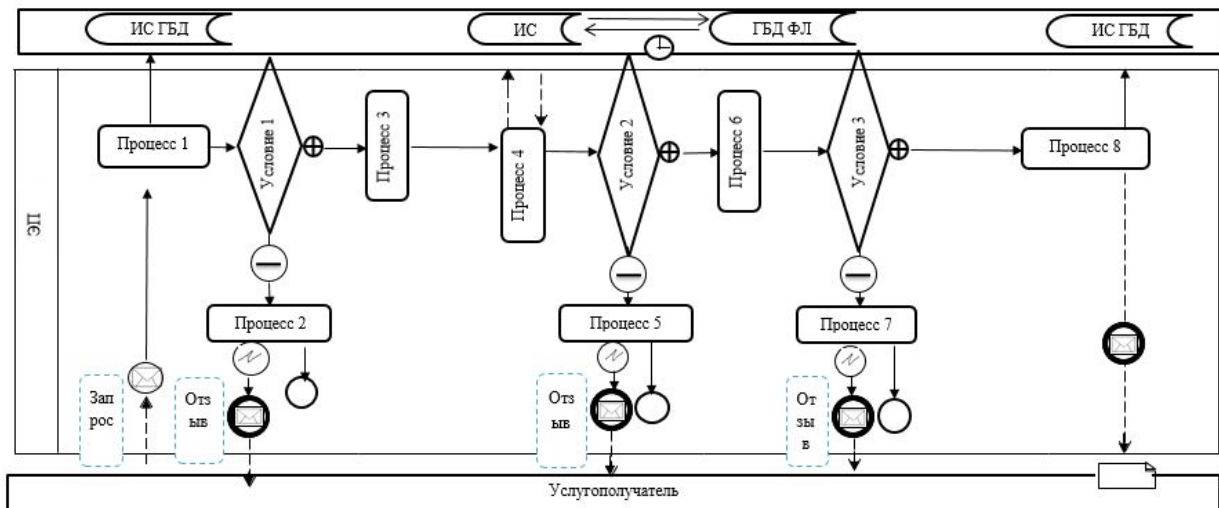 ИС ГБД
ИС
ГБД ФЛ
ИС ГБД
ЭП
Процесс 1
Условие 1
Процесс 3
Процесс 4
Условие 2
Процесс 6
Условие 3
Процесс 8
Процесс 2
Процесс 5
Процесс 7
Зап
рос
Отз
ыв
Отз
ыв
От
зы
в
Услугополучатель